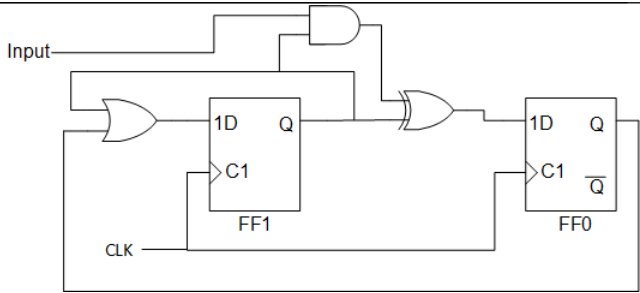 Input
1D Q
C1
FF1
1D Q
C1 Q
FF0
CLK